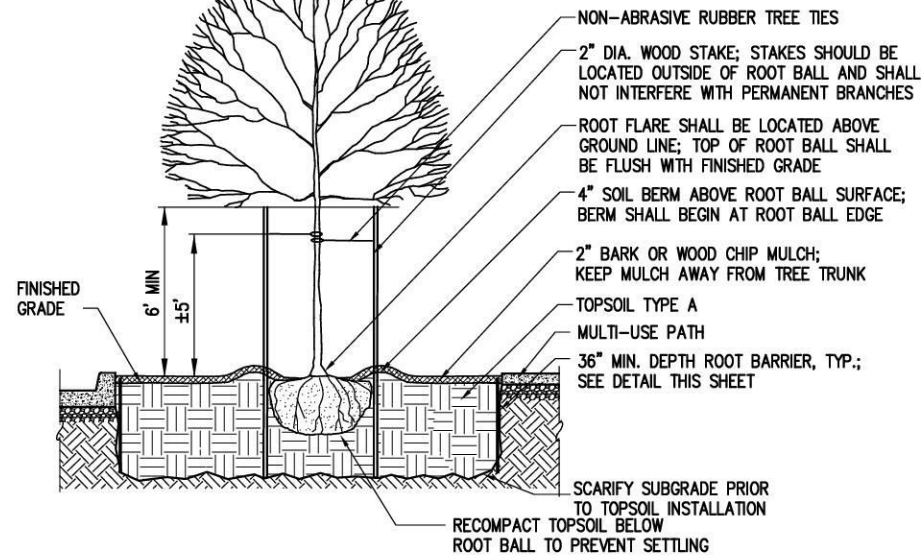 NON-ABRASIVE RUBBER TREE TIES
2" DIA. WOOD STAKE; STAKES SHOULD BE
LOCATED OUTSIDE OF ROOT BALL AND SHALL
NOT INTERFERE WITH PERMANENT BRANCHES
ROOT FLARE SHALL BE LOCATED ABOVE
GROUND LINE; TOP OF ROOT BALL SHALL
BE FLUSH WITH FINISHED GRADE
4" SOIL BERM ABOVE ROOT BALL SURFACE;
BERM SHALL BEGIN AT ROOT BALL EDGE
2" BARK OR WOOD CHIP MULCH;
KEEP MULCH AWAY FROM TREE TRUNK
TOPSOIL TYPE A
MULTI-USE PATH
36" MIN. DEPTH ROOT BARRIER, TYP.;
SEE DETAIL THIS SHEET
6' MIN
±5'
FINISHED
GRADE
SCARIFY SUBGRADE PRIOR
TO TOPSOIL INSTALLATION
RECOMPACT TOPSOIL BELOW
ROOT BALL TO PREVENT SETTLING